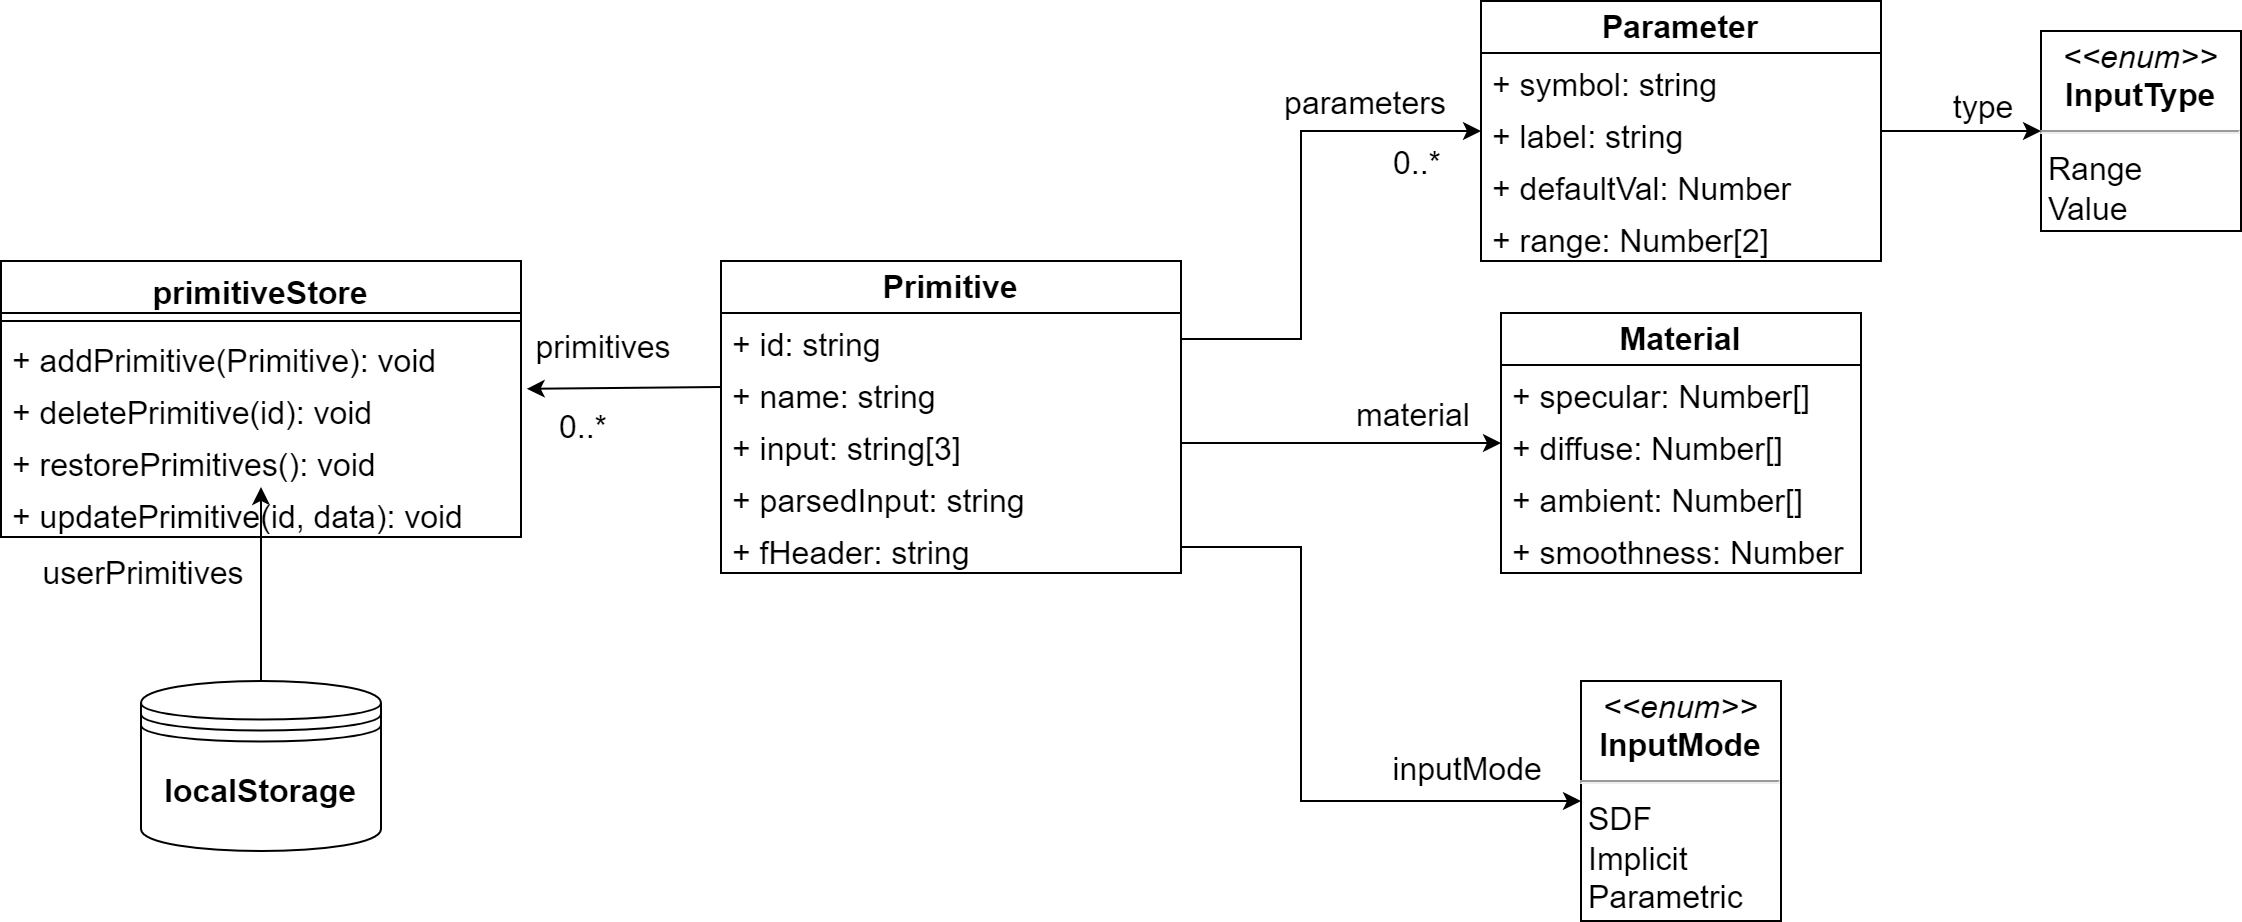 primitiveStore
+ addPrimitive(Primitive): void
+ deletePrimitive(id): void
+ restorePrimitives(): void
+ updatePrimitive(id, data): void
userPrimitives
localStorage
primitives
0..*
Primitive
+ id: string
+ name: string
+ input: string[3]
+ parsedInput: string
+ fHeader: string
parameters
0..*
Parameter
+ symbol: string
+ label: string
+ defaultVal: Number
+ range: Number[2]
type
<<enum>>
InputType
Range
Value
material
Material
+ specular: Number[]
+ diffuse: Number[]
+ ambient: Number[]
+ smoothness: Number
inputMode
<<enum>>
InputMode
SDF
Implicit
Parametric